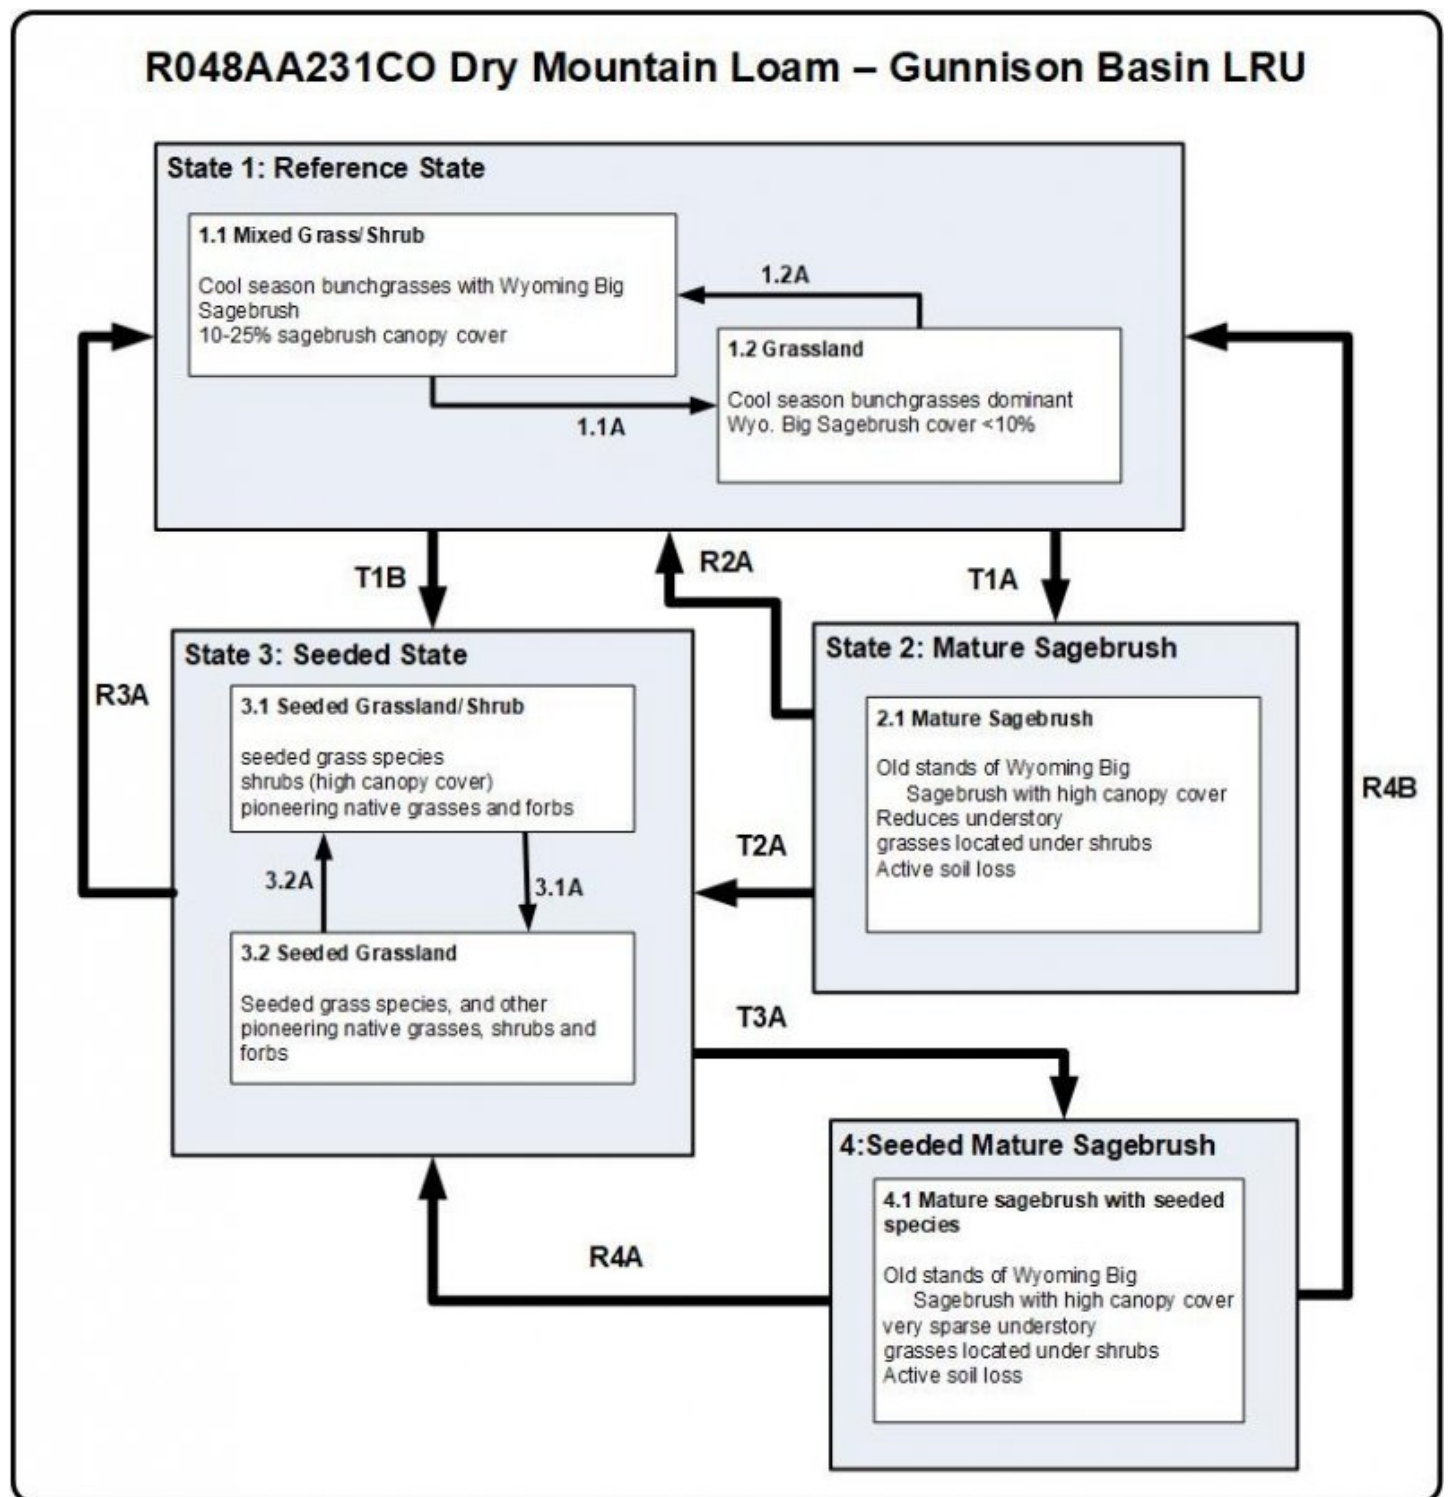 R048AA231CO Dry Mountain Loam – Gunnison Basin LRU
State 1: Reference State
1.1 Mixed Grass/Shrub
Cool season bunchgrasses with Wyoming Big
Sagebrush
10-25% sagebrush canopy cover
1.2A
1.2 Grassland
Cool season bunchgrasses dominant
Wyo. Big Sagebrush cover <10%
1.1A
T1B
R2A
T1A
R3A
State 3: Seeded State
3.1 Seeded Grassland/Shrub
seeded grass species
shrubs (high canopy cover)
pioneering native grasses and forbs
3.2A
3.1A
3.2 Seeded Grassland
Seeded grass species, and other
pioneering native grasses, shrubs and
forbs
State 2: Mature Sagebrush
2.1 Mature Sagebrush
Old stands of Wyoming Big
Sagebrush with high canopy cover
Reduces understory
grasses located under shrubs
Active soil loss
R4B
T2A
T3A
4:Seeded Mature Sagebrush
4.1 Mature sagebrush with seeded
species
Old stands of Wyoming Big
Sagebrush with high canopy cover
very sparse understory
grasses located under shrubs
Active soil loss
R4A